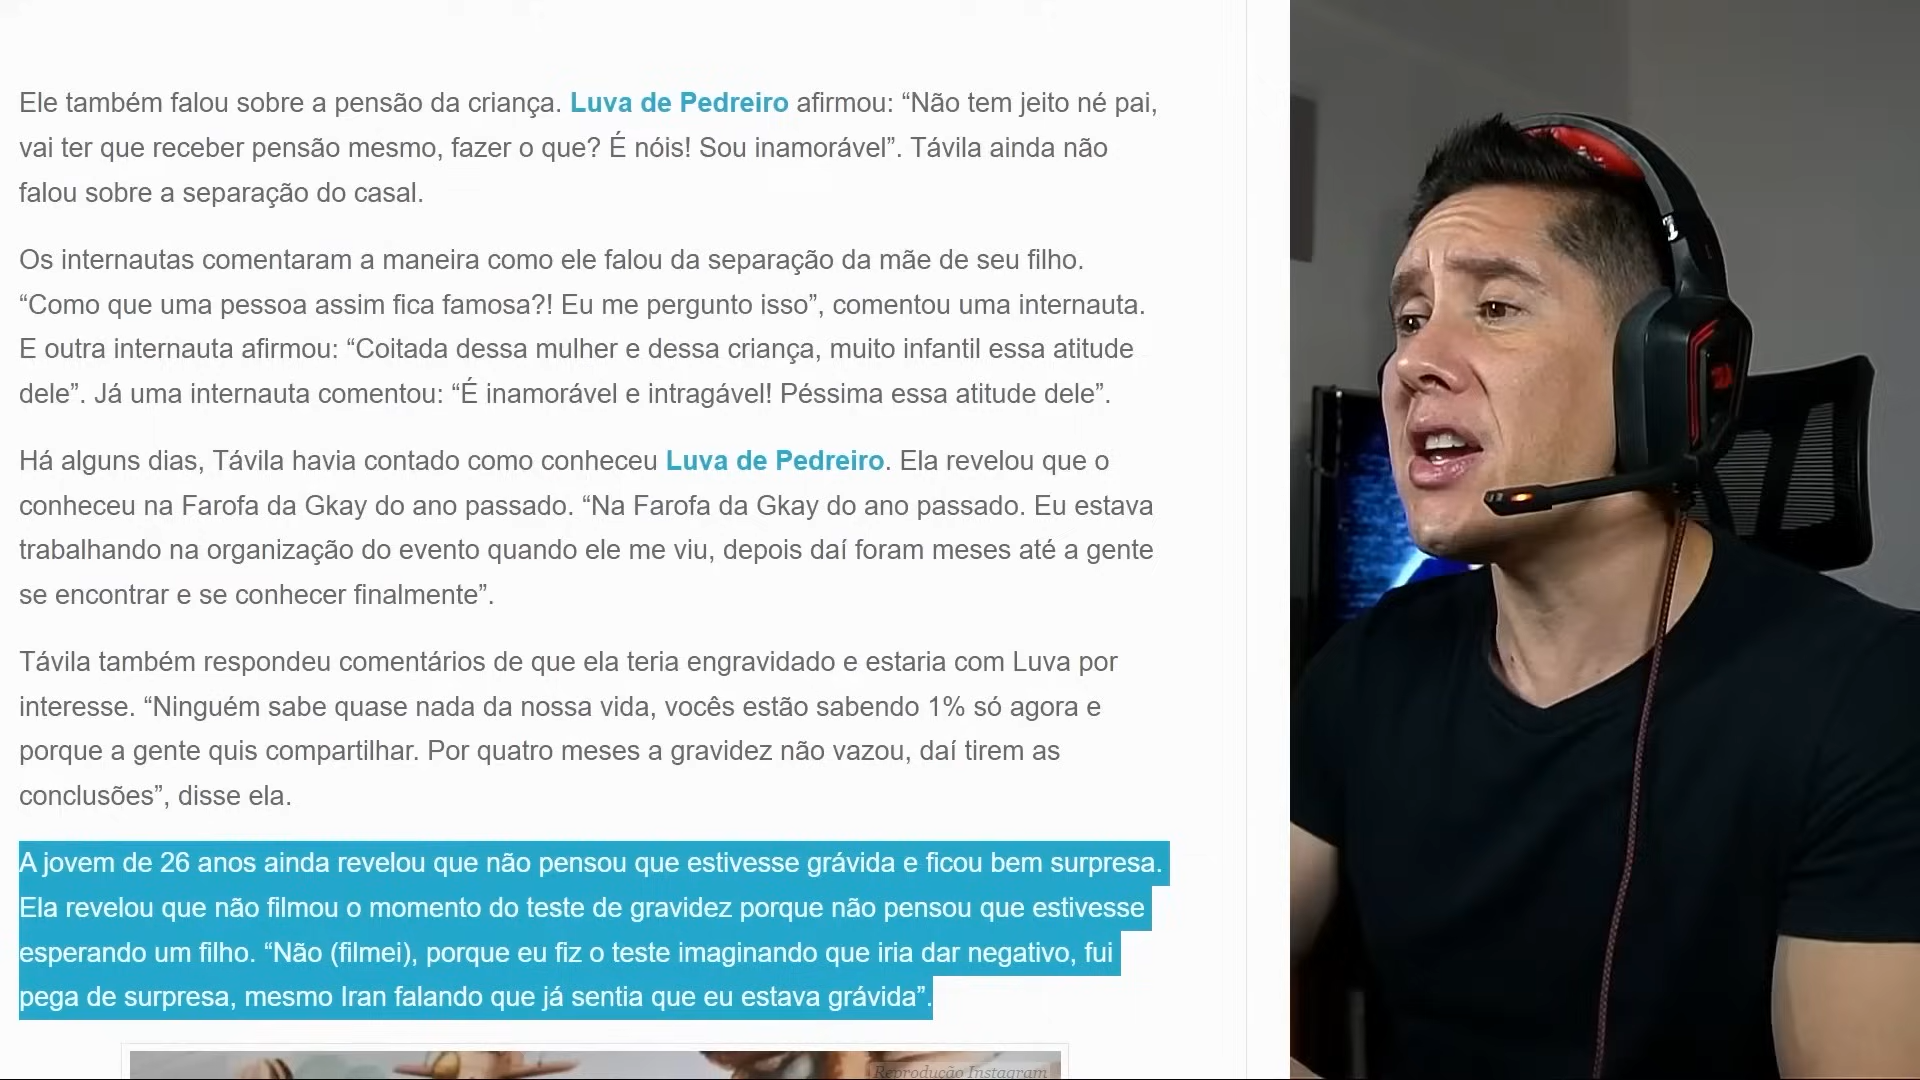 Ele também falou sobre a pensão da criança. Luva de Pedreiro afirmou: “Não tem jeito né pai,
vai ter que receber pensão mesmo, fazer o que? É nóis! Sou inamorável”. Távila ainda não
falou sobre a separação do casal.
Os internautas comentaram a maneira como ele falou da separação da mãe de seu filho.
“Como que uma pessoa assim fica famosa?! Eu me pergunto isso”, comentou uma internauta.
E outra internauta afirmou: “Coitada dessa mulher e dessa criança, muito infantil essa atitude
dele”. Já uma internauta comentou: “É inamorável e intragável! Péssima essa atitude dele”.
Há alguns dias, Távila havia contado como conheceu Luva de Pedreiro. Ela revelou que o
conheceu na Farofa da Gkay do ano passado. “Na Farofa da Gkay do ano passado. Eu estava
trabalhando na organização do evento quando ele me viu, depois daí foram meses até a gente
se encontrar e se conhecer finalmente”.
Távila também respondeu comentários de que ela teria engravidado e estaria com Luva por
interesse. “Ninguém sabe quase nada da nossa vida, vocês estão sabendo 1% só agora e
porque a gente quis compartilhar. Por quatro meses a gravidez não vazou, daí tirem as
conclusões”, disse ela.
A jovem de 26 anos ainda revelou que não pensou que estivesse grávida e ficou bem surpresa.
Ela revelou que não filmou o momento do teste de gravidez porque não pensou que estivesse
esperando um filho. “Não (filmei), porque eu fiz o teste imaginando que iria dar negativo, fui
pega de surpresa, mesmo Iran falando que já sentia que eu estava grávida”.
Reprodução Instagram